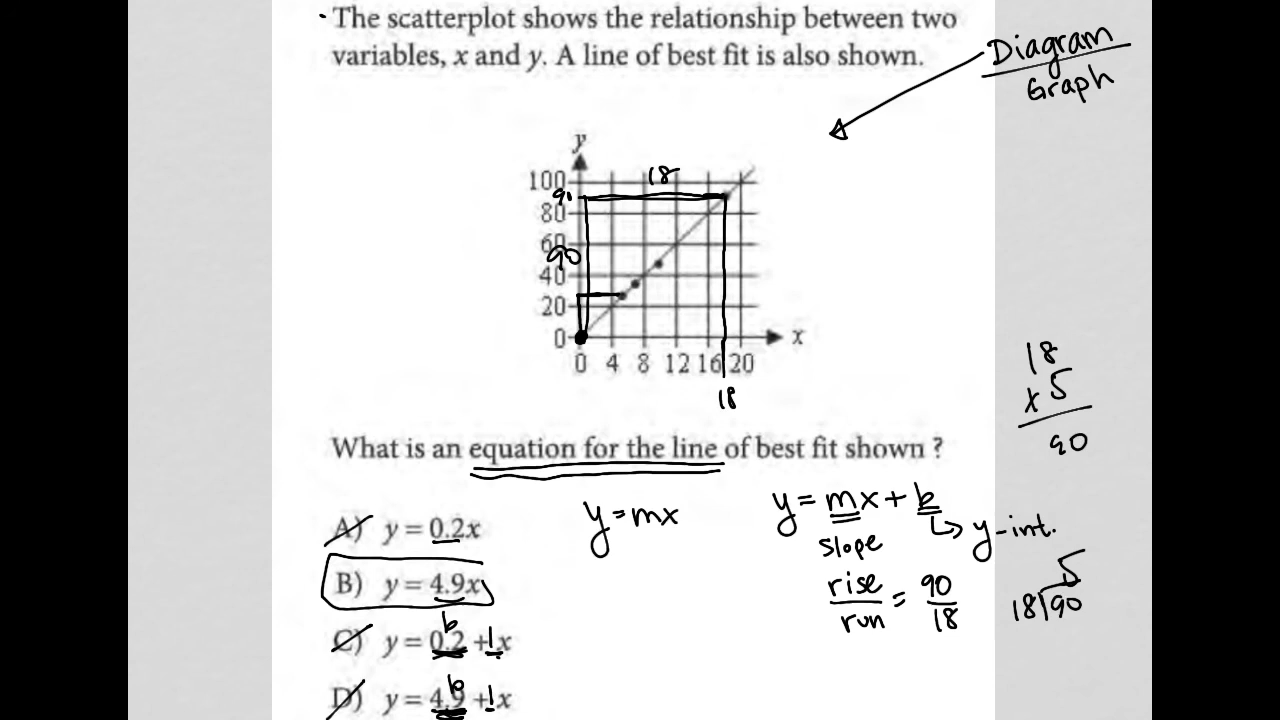 · The scatterplot shows the relationship between two
variables, x and y. A line of best fit is also shown.
Diagram
Graph
y
100
18
90
80
60
90
40
20
0
x
0 4 8 12 16 20
18
18
x 5
90
What is an equation for the line of best fit shown ?
y = mx
y = mx + b
y-int.
slope
A) y = 0.2x
B) y = 4.9x
rise
run
= 90
18
5
18)90
b
C) y = 0.2 + 1x
b
D) y = 4.9 + 1x